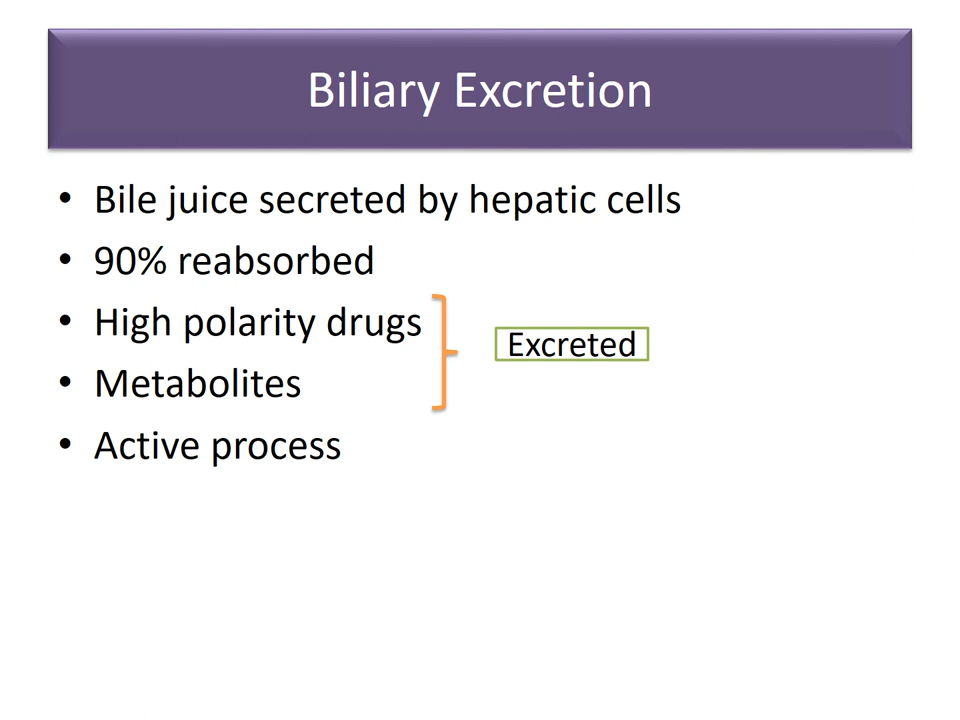 Biliary Excretion
• Bile juice secreted by hepatic cells
• 90% reabsorbed
• High polarity drugs
Excreted
• Metabolites
• Active process